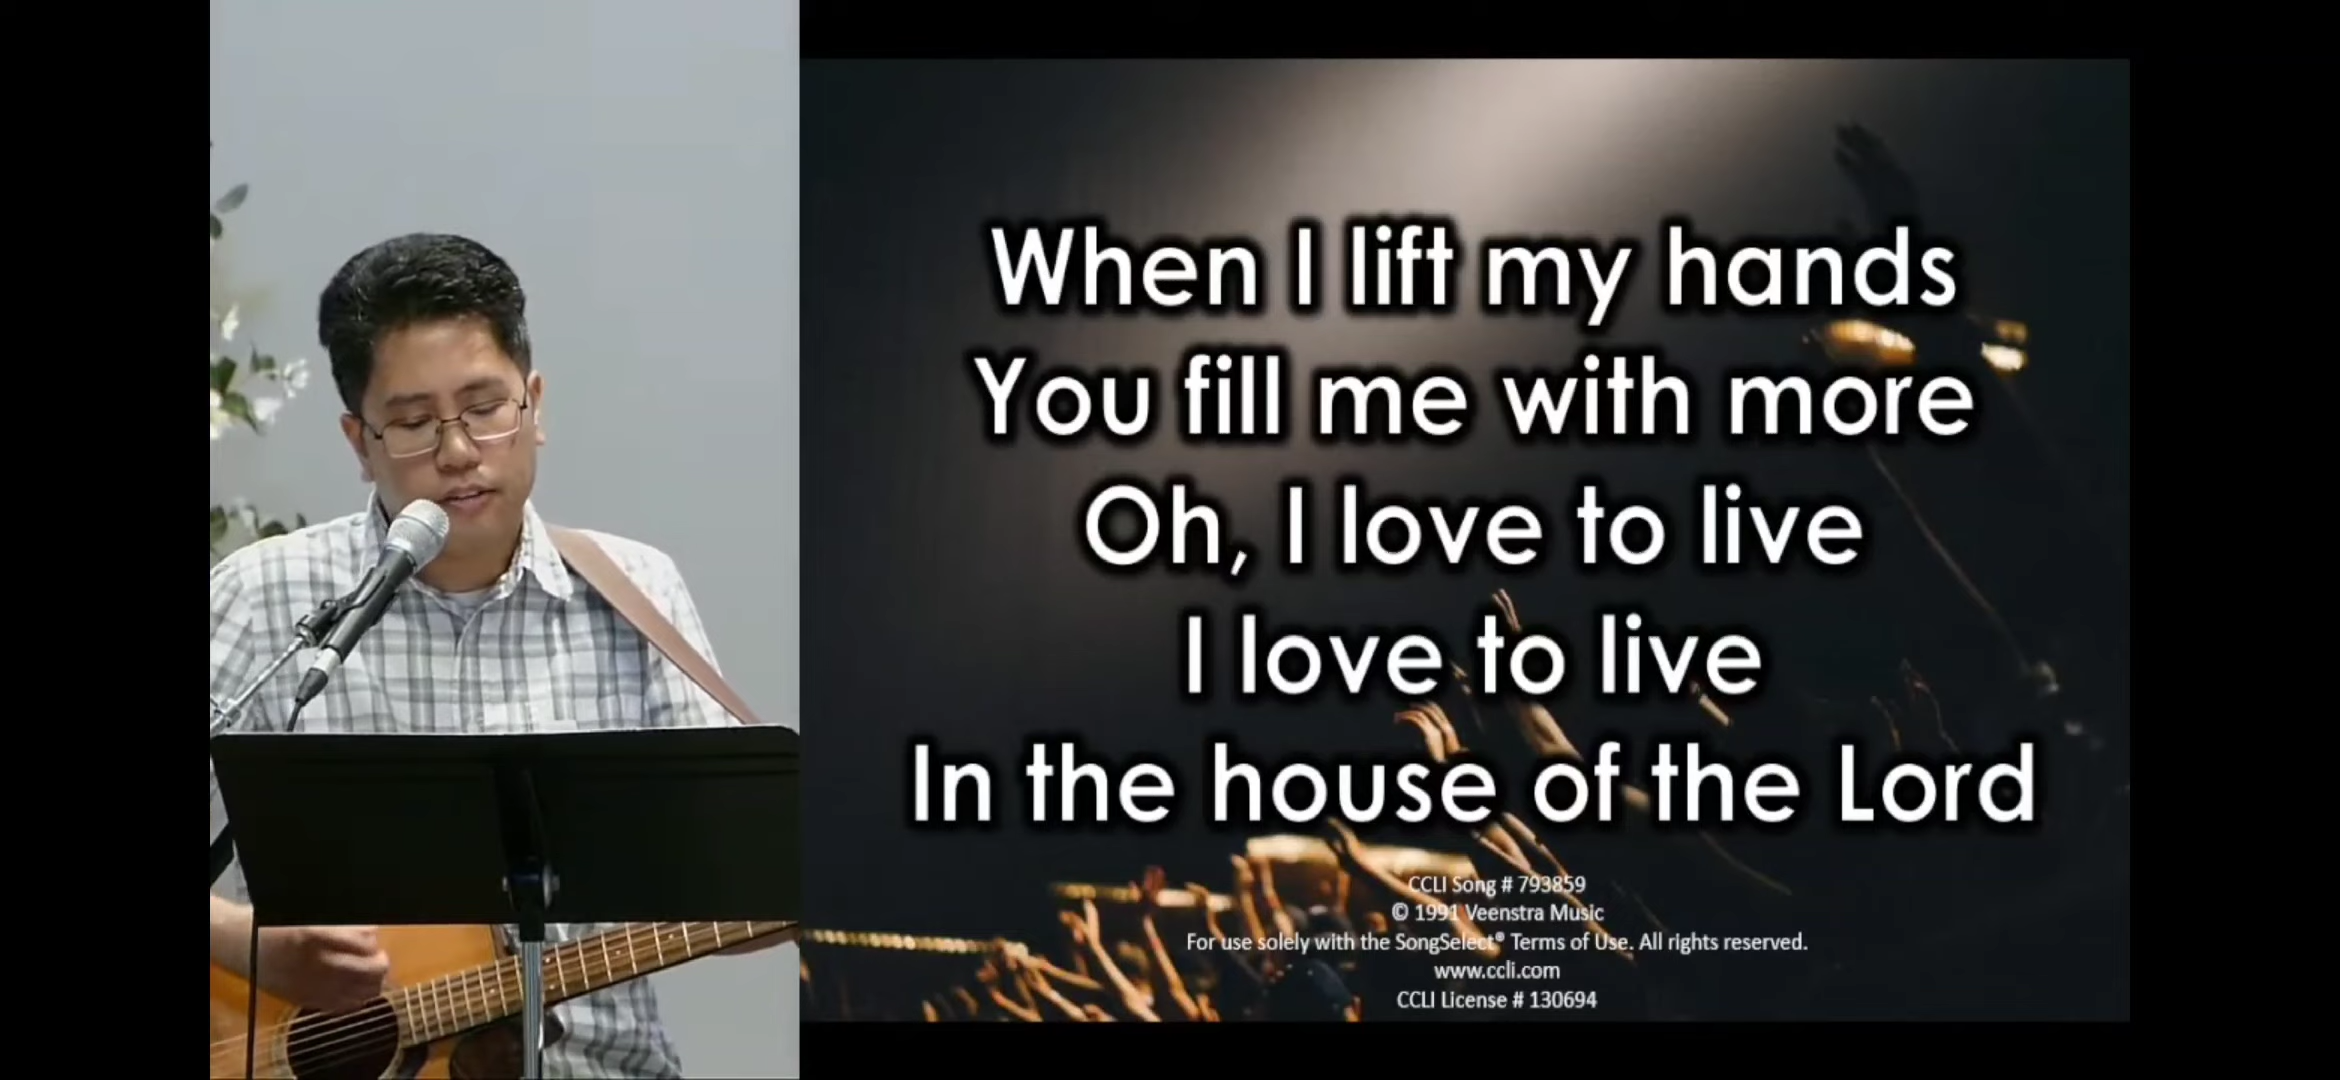 When I lift my hands
You fill me with more
Oh, I love to live
I love to live
In the house of the Lord
CCLI Song # 793859
© 1991 Veenstra Music
For use solely with the SongSelect® Terms of Use. All rights reserved.
www.ccli.com
CCLI License # 130694